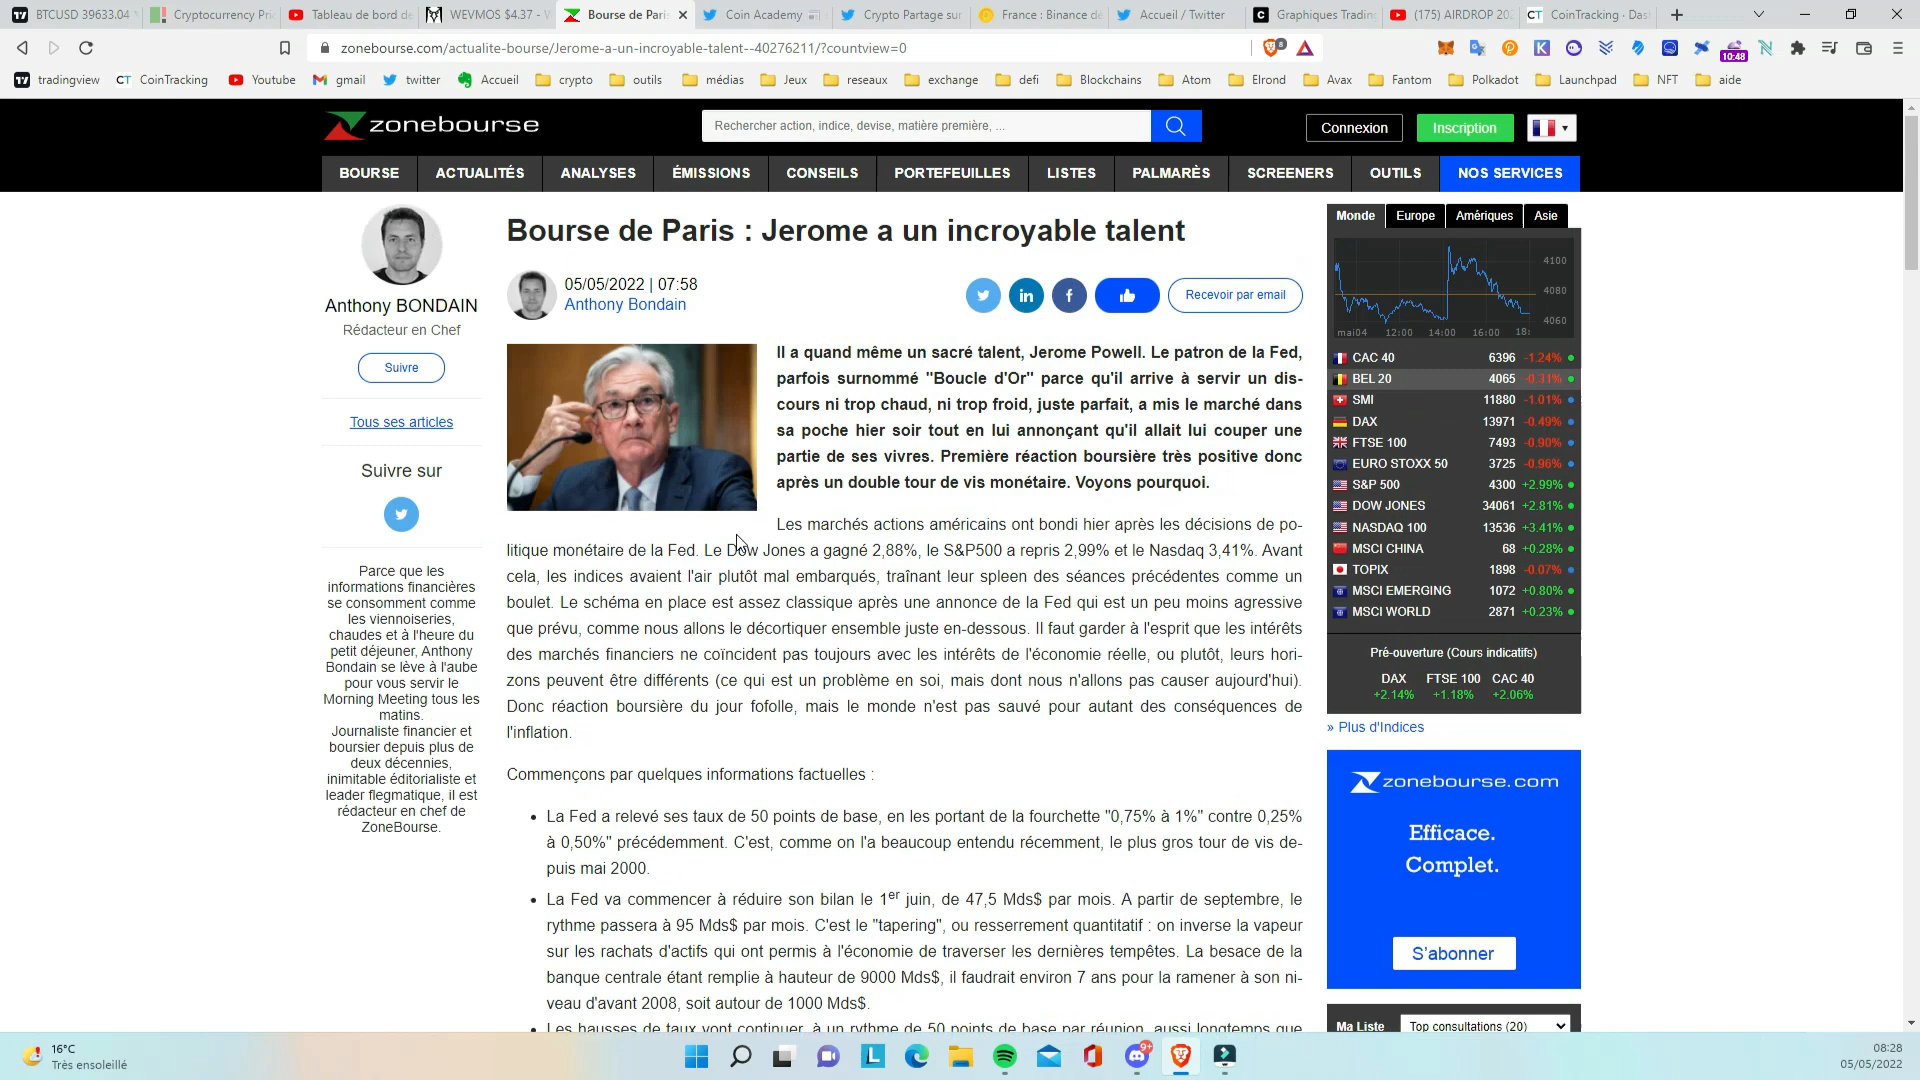 BTCUSD 39633.04
Cryptocurrency Pri
Tableau de bord de
WEVMOS $4.37 -
Bourse de Paris
Coin Academy
Crypto Partage sur
France : Binance de
Accueil / Twitter
Graphiques Trading
(175) AIRDROP 202
CoinTracking · Das
zonebourse.com/actualite-bourse/Jerome-a-un-incroyable-talent--40276211/?countview=0
8
10:48
tradingview
CoinTracking
Youtube
gmail
twitter
Accueil
crypto
outils
médias
Jeux
reseaux
exchange
defi
Blockchains
Atom
Elrond
Avax
Fantom
Polkadot
Launchpad
NFT
aide
zonebourse
Rechercher action, indice, devise, matière première, ...
Connexion
Inscription
BOURSE
ACTUALITÉS
ANALYSES
ÉMISSIONS
CONSEILS
PORTEFEUILLES
LISTES
PALMARÈS
SCREENERS
OUTILS
NOS SERVICES
Anthony BONDAIN
Rédacteur en Chef
Suivre
Tous ses articles
Suivre sur
Parce que les
informations financières
se consomment comme
les viennoiseries,
chaudes et à l'heure du
petit déjeuner, Anthony
Bondain se lève à l'aube
pour vous servir le
Morning Meeting tous les
matins.
Journaliste financier et
boursier depuis plus de
deux décennies,
inimitable éditorialiste et
leader flegmatique, il est
rédacteur en chef de
ZoneBourse.
Bourse de Paris : Jerome a un incroyable talent
05/05/2022 | 07:58
Anthony Bondain
Recevoir par email
Il a quand même un sacré talent, Jerome Powell. Le patron de la Fed,
parfois surnommé "Boucle d'Or" parce qu'il arrive à servir un dis-
cours ni trop chaud, ni trop froid, juste parfait, a mis le marché dans
sa poche hier soir tout en lui annonçant qu'il allait lui couper une
partie de ses vivres. Première réaction boursière très positive donc
après un double tour de vis monétaire. Voyons pourquoi.
Les marchés actions américains ont bondi hier après les décisions de po-
litique monétaire de la Fed. Le Dow Jones a gagné 2,88%, le S&P500 a repris 2,99% et le Nasdaq 3,41%. Avant
cela, les indices avaient l'air plutôt mal embarqués, traînant leur spleen des séances précédentes comme un
boulet. Le schéma en place est assez classique après une annonce de la Fed qui est un peu moins agressive
que prévu, comme nous allons le décortiquer ensemble juste en-dessous. Il faut garder à l'esprit que les intérêts
des marchés financiers ne coïncident pas toujours avec les intérêts de l'économie réelle, ou plutôt, leurs hori-
zons peuvent être différents (ce qui est un problème en soi, mais dont nous n'allons pas causer aujourd'hui).
Donc réaction boursière du jour fofolle, mais le monde n'est pas sauvé pour autant des conséquences de
l'inflation.
Commençons par quelques informations factuelles :
• La Fed a relevé ses taux de 50 points de base, en les portant de la fourchette "0,75% à 1%" contre 0,25%
à 0,50%" précédemment. C'est, comme on l'a beaucoup entendu récemment, le plus gros tour de vis de-
puis mai 2000.
• La Fed va commencer à réduire son bilan le 1er juin, de 47,5 Mds$ par mois. A partir de septembre, le
rythme passera à 95 Mds$ par mois. C'est le "tapering", ou resserrement quantitatif : on inverse la vapeur
sur les rachats d'actifs qui ont permis à l'économie de traverser les dernières tempêtes. La besace de la
banque centrale étant remplie à hauteur de 9000 Mds$, il faudrait environ 7 ans pour la ramener à son ni-
veau d'avant 2008, soit autour de 1000 Mds$.
• Les hausses de taux vont continuer, à un rythme de 50 points de base par réunion, aussi longtemps que
Monde
Europe
Amériques
Asie
4100
4080
4060
mai04 12:00 14:00 16:00 18:
CAC 40 6396 -1.24%
BEL 20 4065 -0.31%
SMI 11880 -1.01%
DAX 13971 -0.49%
FTSE 100 7493 -0.90%
EURO STOXX 50 3725 -0.96%
S&P 500 4300 +2.99%
DOW JONES 34061 +2.81%
NASDAQ 100 13536 +3.41%
MSCI CHINA 68 +0.28%
TOPIX 1898 -0.07%
MSCI EMERGING 1072 +0.80%
MSCI WORLD 2871 +0.23%
Pré-ouverture (Cours indicatifs)
DAX FTSE 100 CAC 40
+2.14% +1.18% +2.06%
» Plus d'Indices
zonebourse.com
Efficace.
Complet.
S'abonner
Ma Liste
Top consultations (20)
16°C
Très ensoleillé
9+
08:28
05/05/2022